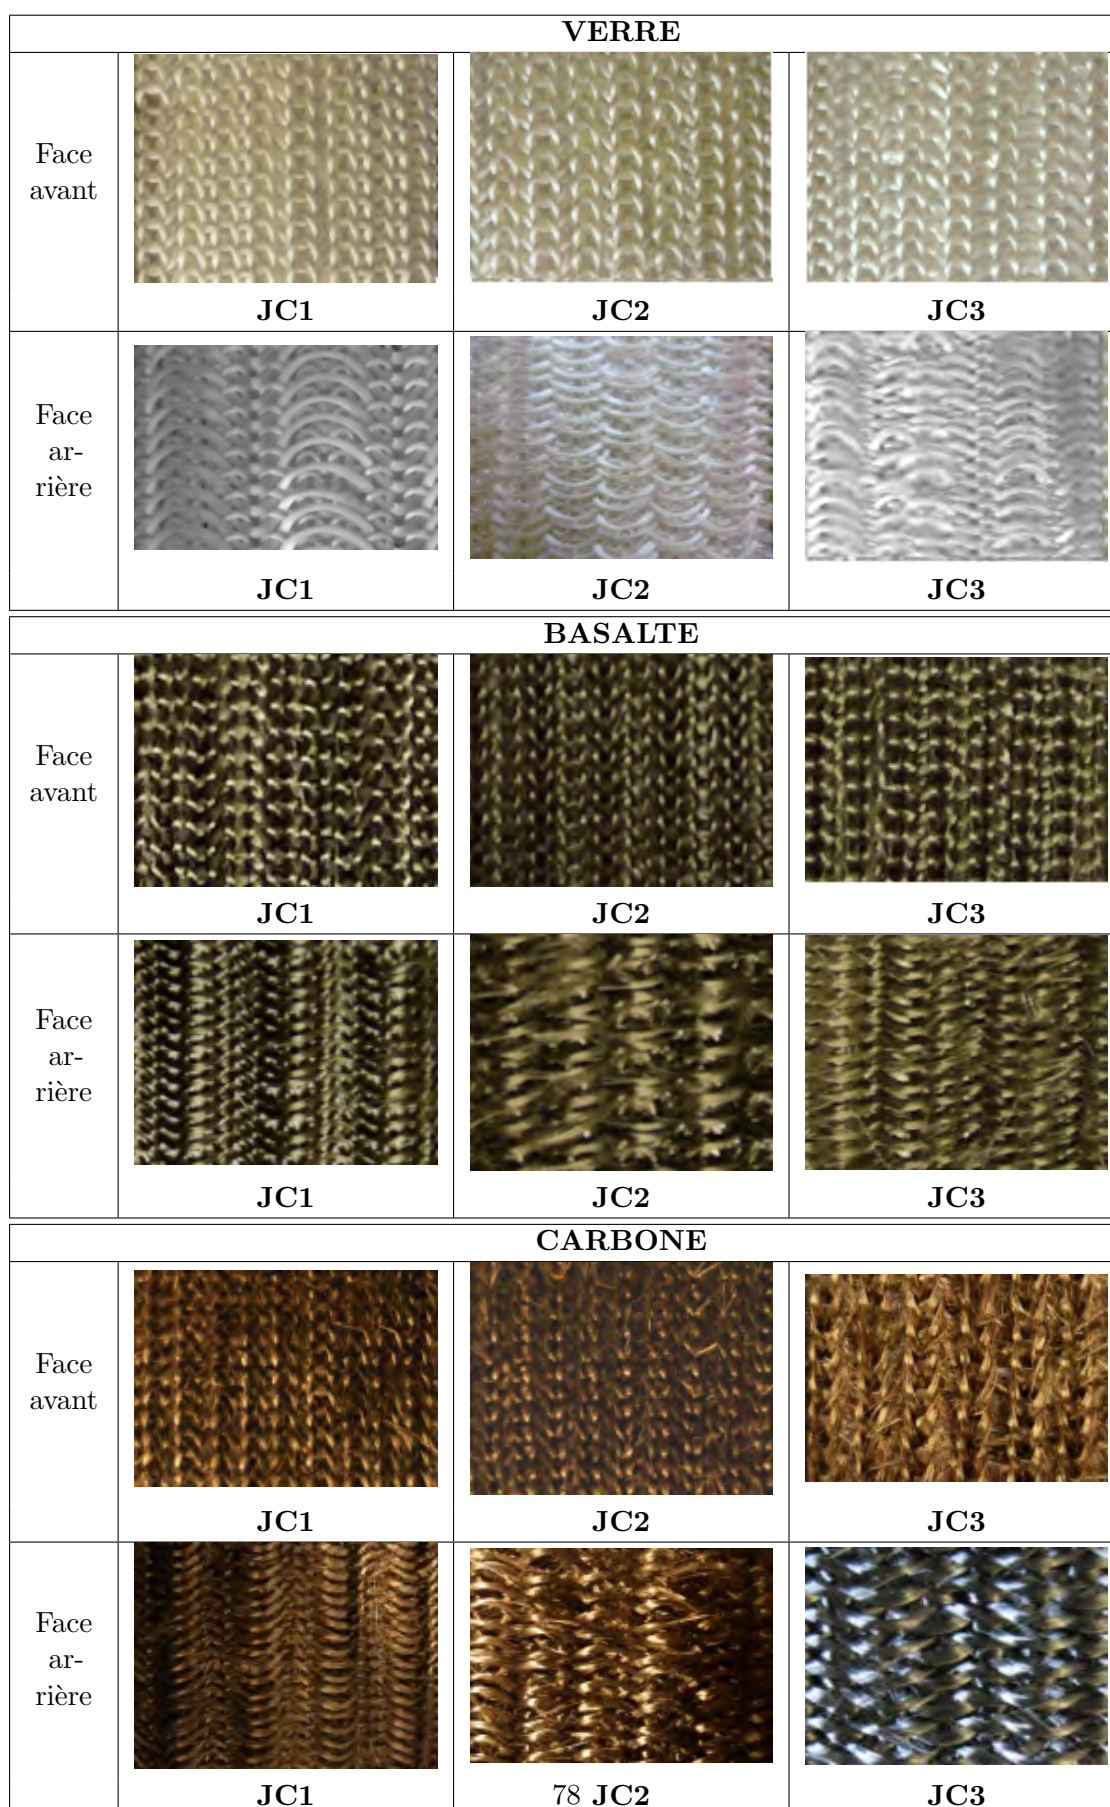 VERRE
Face
avant
JC1 JC2 JC3
Face
ar-
rière
JC1 JC2 JC3
BASALTE
Face
avant
JC1 JC2 JC3
Face
ar-
rière
JC1 JC2 JC3
CARBONE
Face
avant
JC1 JC2 JC3
Face
ar-
rière
JC1 78 JC2 JC3